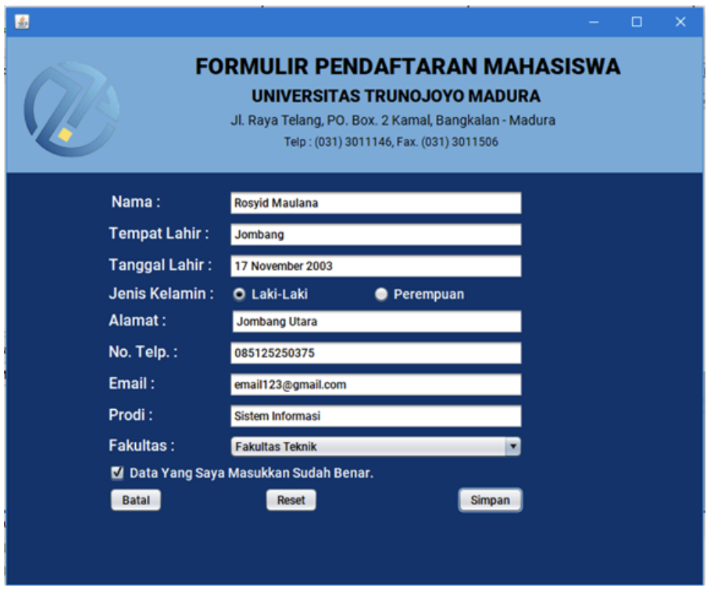 FORMULIR PENDAFTARAN MAHASISWA
UNIVERSITAS TRUNOJOYO MADURA
Jl. Raya Telang, PO. Box. 2 Kamal, Bangkalan - Madura
Telp : (031) 3011146, Fax. (031) 3011506
Nama : Rosyid Maulana
Tempat Lahir : Jombang
Tanggal Lahir : 17 November 2003
Jenis Kelamin : Laki-Laki Perempuan
Alamat : Jombang Utara
No. Telp. : 085125250375
Email : email123@gmail.com
Prodi : Sistem Informasi
Fakultas : Fakultas Teknik
Data Yang Saya Masukkan Sudah Benar.
Batal Reset Simpan